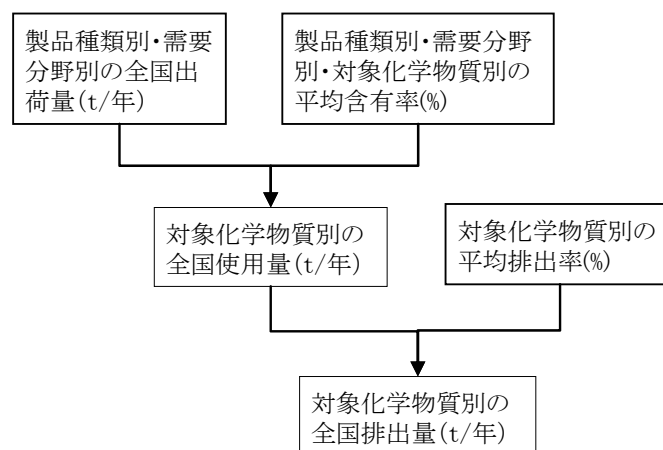 製品種類別・需要
分野別の全国出
荷量(t/年)
製品種類別・需要分野
別・対象化学物質別の
平均含有率(%)
対象化学物質別の
全国使用量(t/年)
対象化学物質別の
平均排出率(%)
対象化学物質別の
全国排出量(t/年)